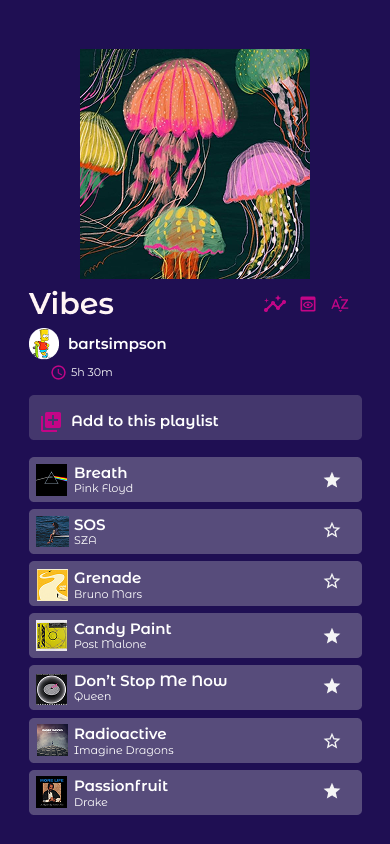 Vibes
AZ
bartsimpson
5h 30m
Add to this playlist
Breath
Pink Floyd
SOS
SZA
Grenade
Bruno Mars
Candy Paint
Post Malone
Don't Stop Me Now
Queen
Radioactive
Imagine Dragons
Passionfruit
Drake